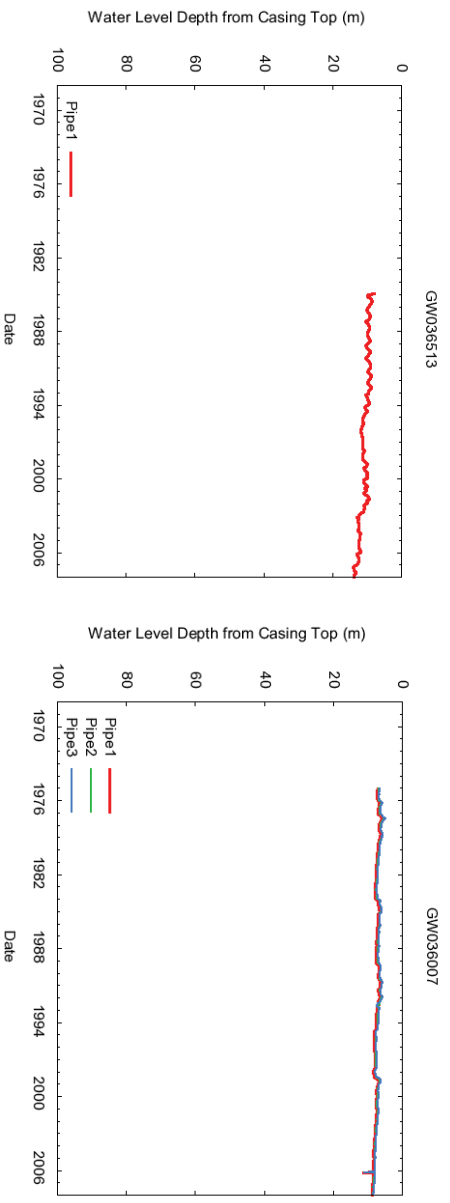 GW036513
Water Level Depth from Casing Top (m)
0
20
40
60
80
100
1970
1976
1982
1988
1994
2000
2006
Date
Pipe1
GW036007
Water Level Depth from Casing Top (m)
0
20
40
60
80
100
1970
1976
1982
1988
1994
2000
2006
Date
Pipe1
Pipe2
Pipe3